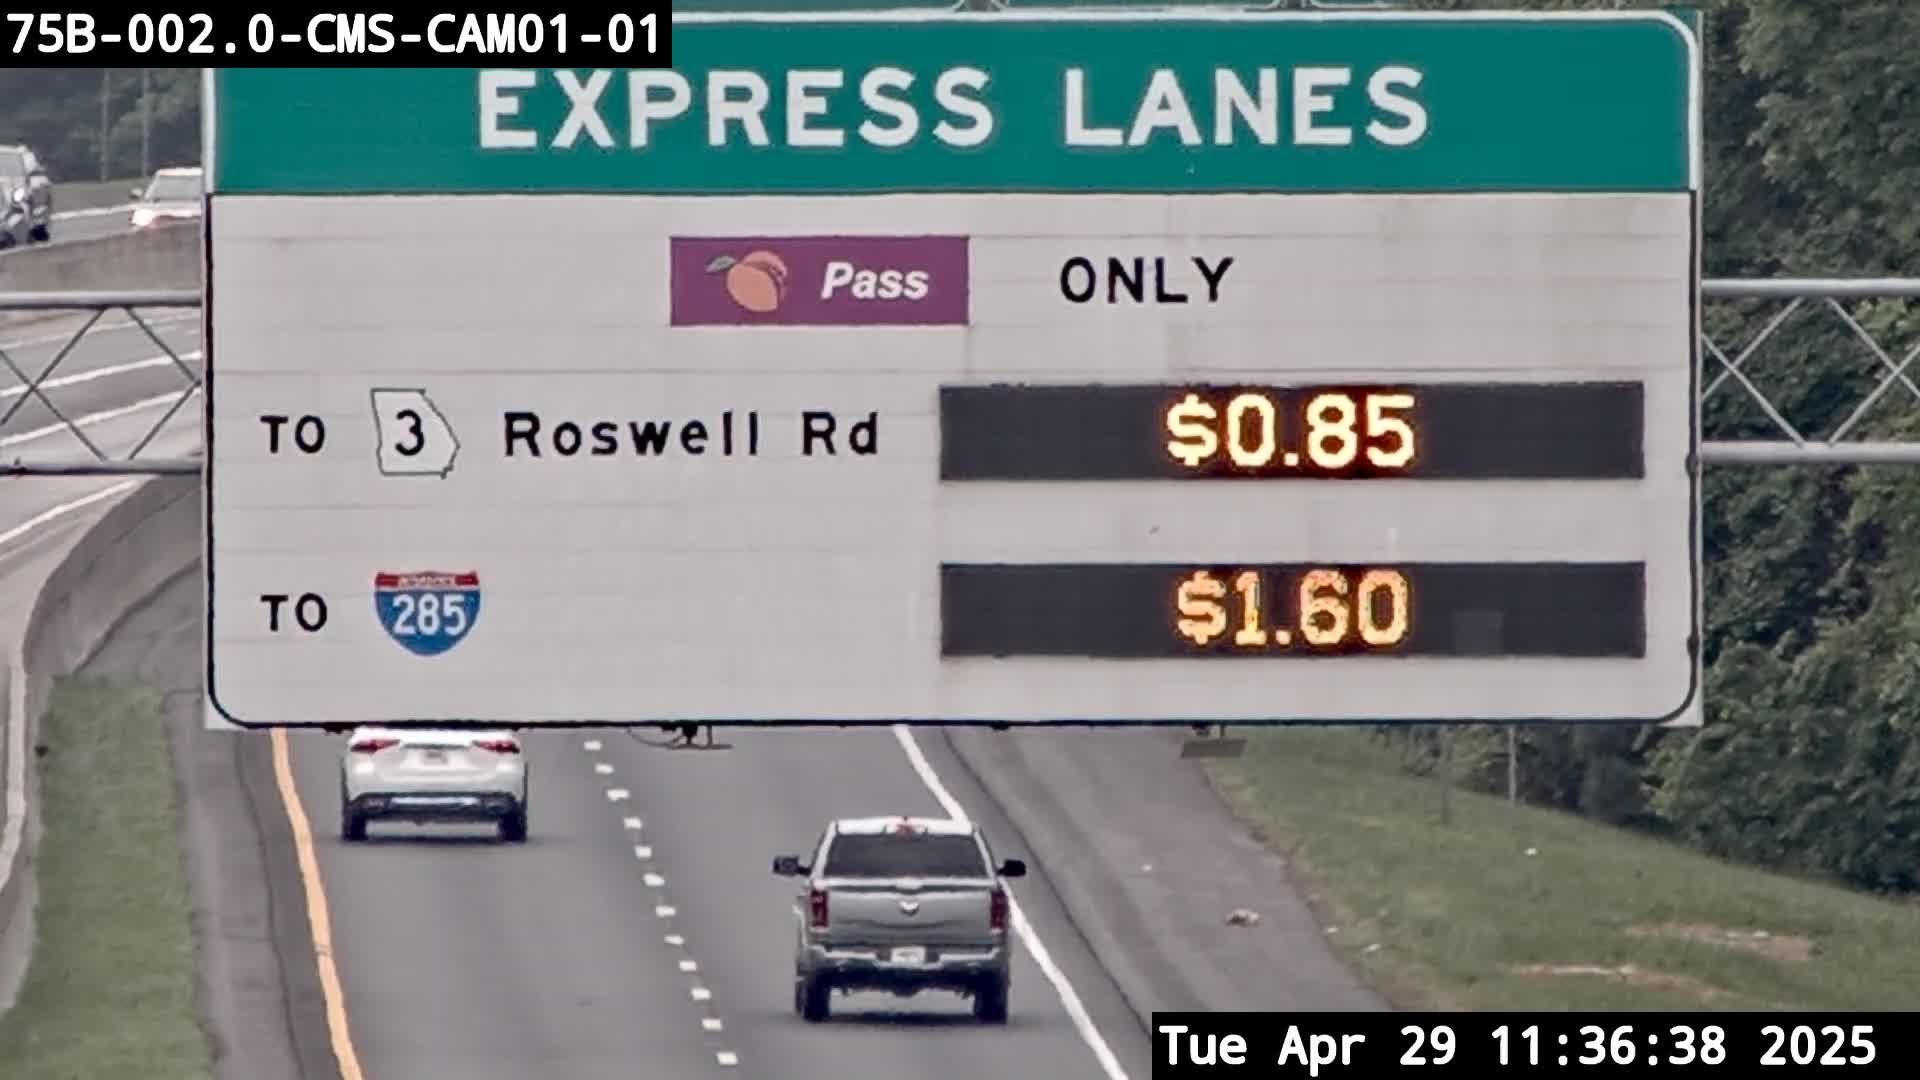 75B-002.0-CMS-CAM01-01
EXPRESS LANES
Pass ONLY
TO 3 Roswell Rd $0.85
TO INTERSTATE 285 $1.60
Tue Apr 29 11:36:38 2025